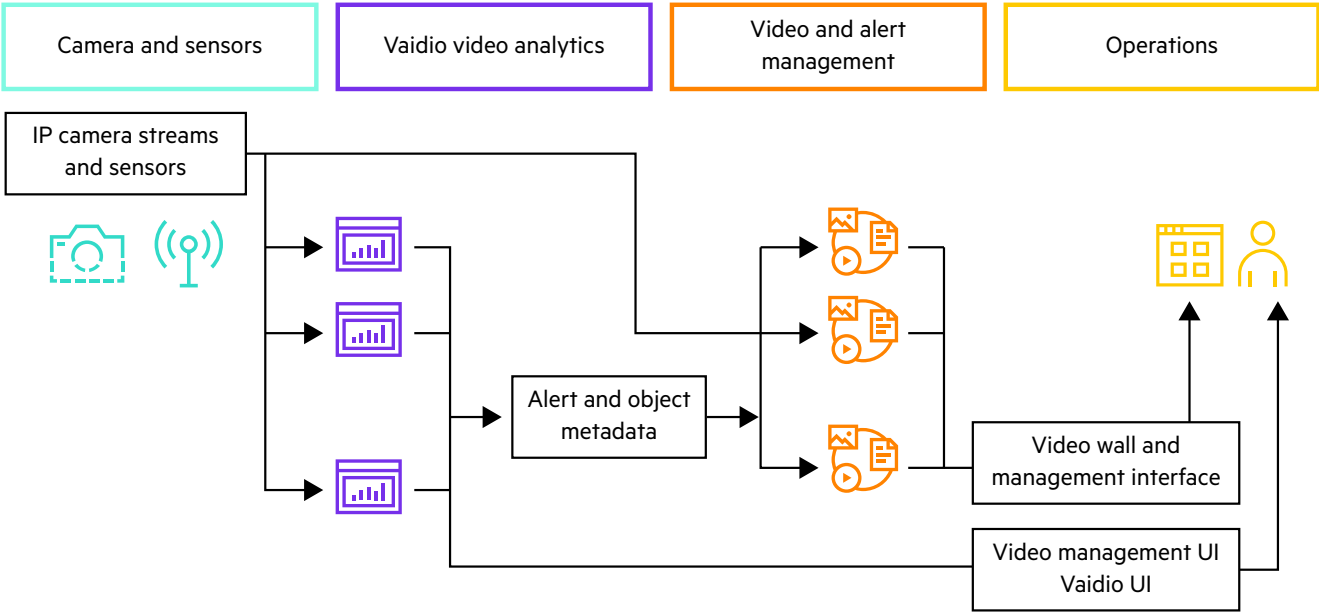 Camera and sensors
Vaidio video analytics
Video and alert
management
Operations
IP camera streams
and sensors
Alert and object
metadata
Video wall and
management interface
Video management UI
Vaidio UI